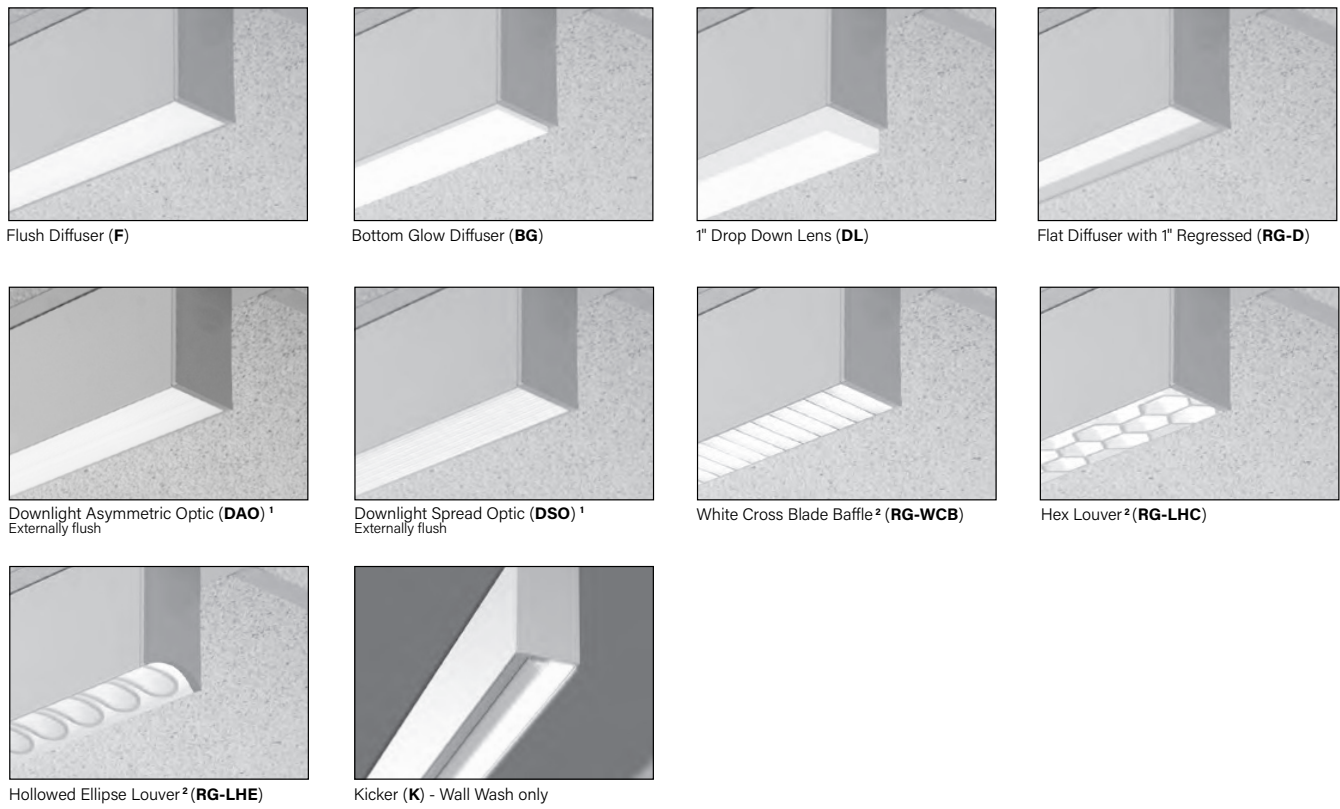 Flush Diffuser (F)
Bottom Glow Diffuser (BG)
1" Drop Down Lens (DL)
Flat Diffuser with 1" Regressed (RG-D)
Downlight Asymmetric Optic (DAO) ¹
Externally flush
Downlight Spread Optic (DSO) ¹
Externally flush
White Cross Blade Baffle ² (RG-WCB)
Hex Louver ² (RG-LHC)
Hollowed Ellipse Louver ² (RG-LHE)
Kicker (K) - Wall Wash only